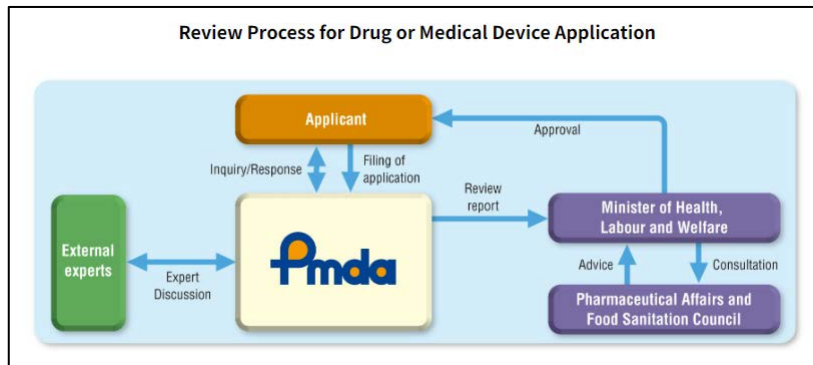 Review Process for Drug or Medical Device Application
Applicant
Approval
Inquiry/Response
Filing of
application
Review
report
Minister of Health,
Labour and Welfare
External
experts
Expert
Discussion
pmda
Advice
Consultation
Pharmaceutical Affairs and
Food Sanitation Council